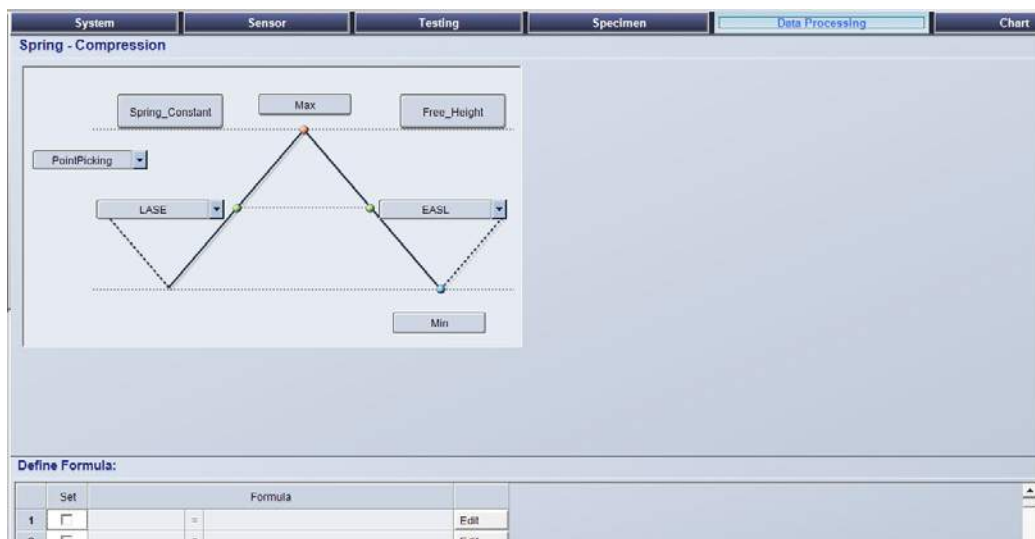 System Sensor Testing Specimen Data Processing Chart
Spring - Compression
Spring_Constant Max Free_Height
PointPicking
LASE EASL
Min
Define Formula:
Set Formula
1 = Edit